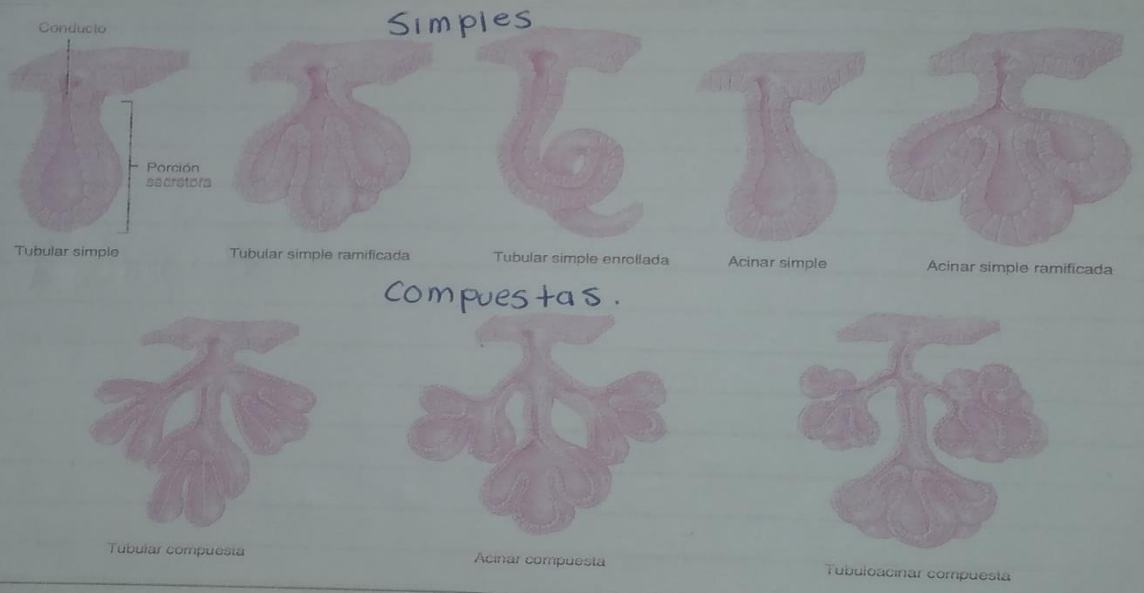 Simples
Conducto
Porción
secretora
Tubular simple
Tubular simple ramificada
Tubular simple enrollada
Acinar simple
Acinar simple ramificada
Compuestas.
Tubular compuesta
Acinar compuesta
Tubuloacinar compuesta